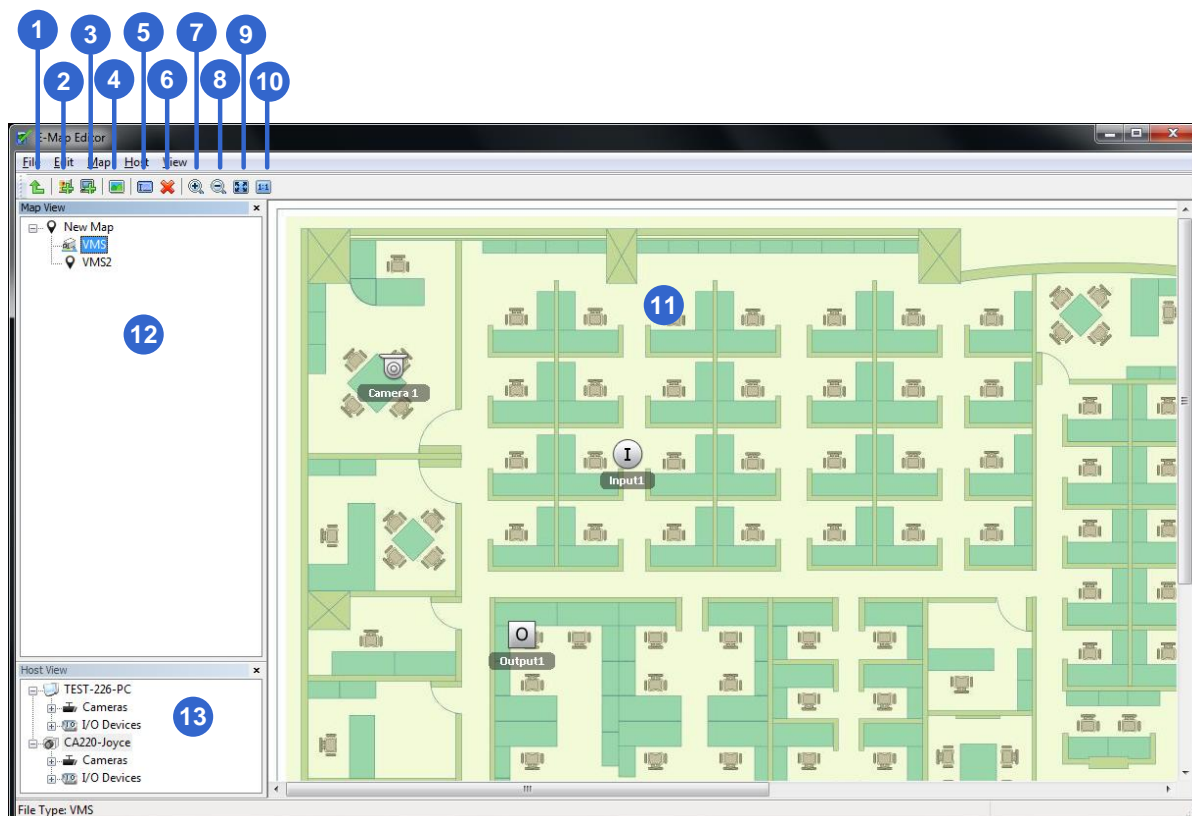 1 3 5 7 9
2 4 6 8 10
E-Map Editor
File Edit Map Host View
1:1
Map View
New Map
VMS
VMS2
12
11
Camera 1
I
Input1
O
Output1
Host View
TEST-226-PC
Cameras
I/O Devices
13
CA220-Joyce
Cameras
I/O Devices
File Type: VMS